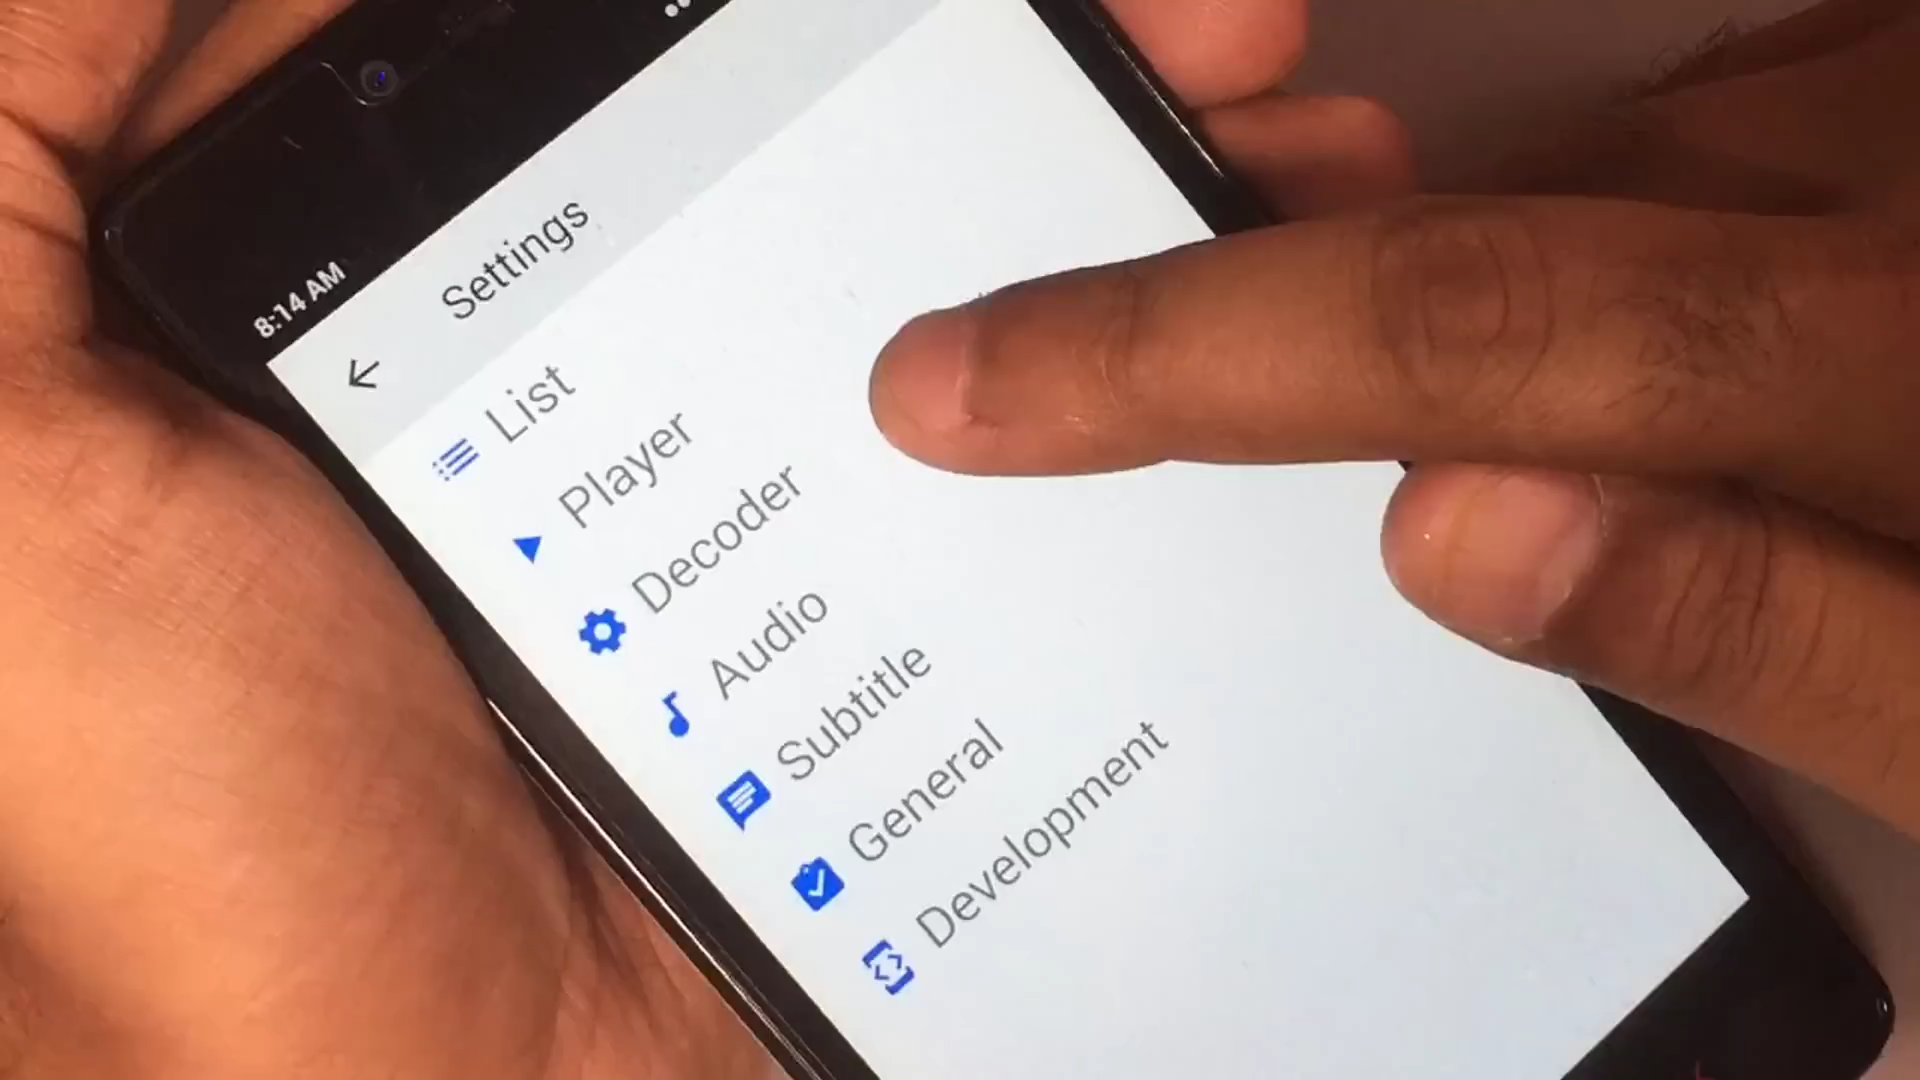 8:14 AM
Settings
List
Player
Decoder
Audio
Subtitle
General
Development